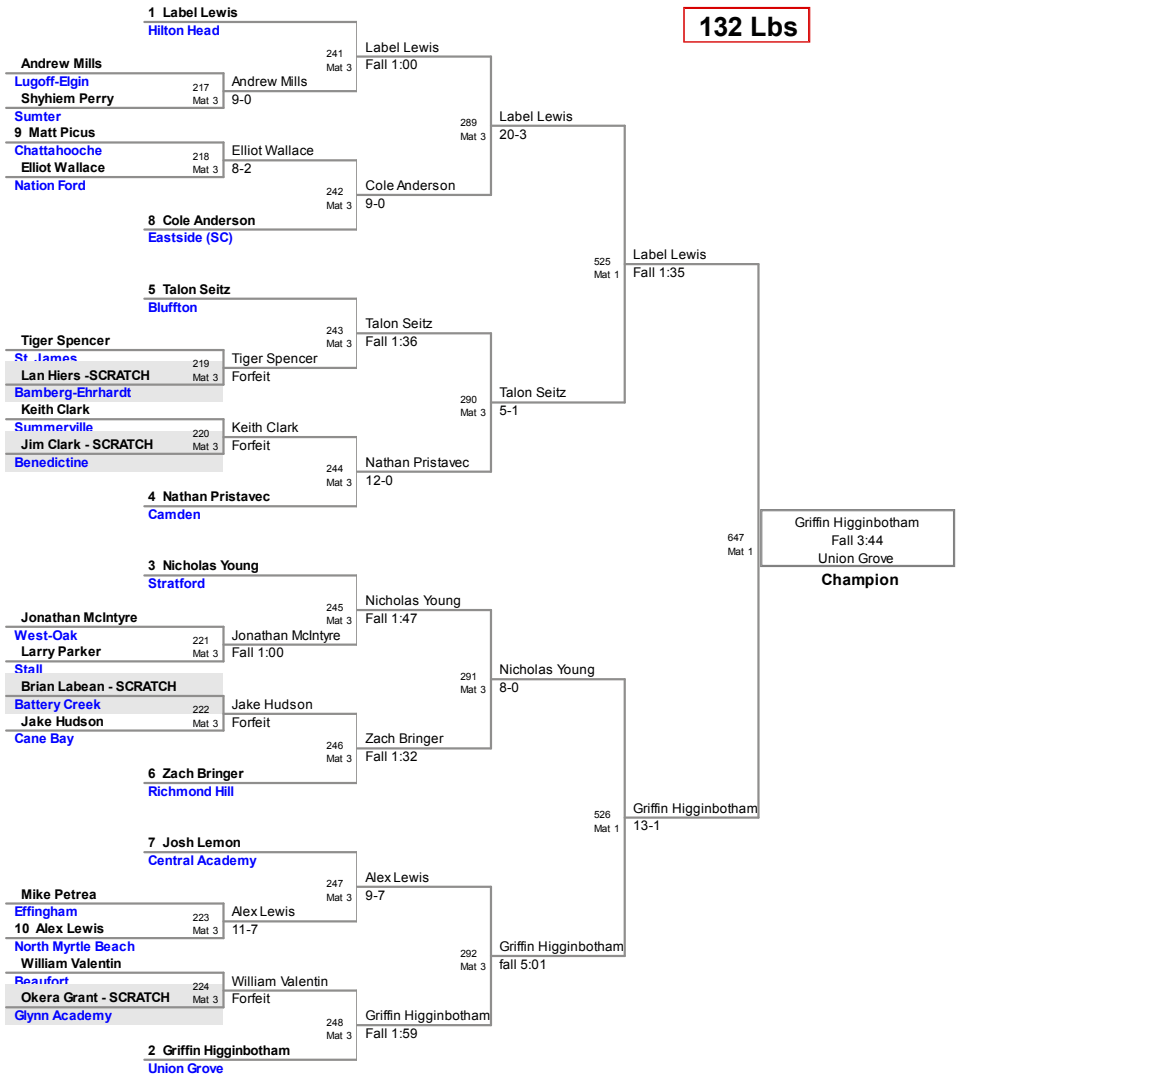 132 Lbs
1 Label Lewis
Hilton Head
241
Mat 3
Label Lewis
Fall 1:00
Andrew Mills
Lugoff-Elgin
217
Mat 3
Andrew Mills
9-0
Shyhiem Perry
Sumter
289
Mat 3
Label Lewis
20-3
9 Matt Picus
Chattahooche
218
Mat 3
Elliot Wallace
8-2
Elliot Wallace
Nation Ford
242
Mat 3
Cole Anderson
9-0
8 Cole Anderson
Eastside (SC)
525
Mat 1
Label Lewis
Fall 1:35
5 Talon Seitz
Bluffton
243
Mat 3
Talon Seitz
Fall 1:36
Tiger Spencer
St. James
219
Mat 3
Tiger Spencer
Forfeit
Lan Hiers -SCRATCH
Bamberg-Ehrhardt
290
Mat 3
Talon Seitz
5-1
Keith Clark
Summerville
220
Mat 3
Keith Clark
Forfeit
Jim Clark - SCRATCH
Benedictine
244
Mat 3
Nathan Pristavec
12-0
4 Nathan Pristavec
Camden
647
Mat 1
Griffin Higginbotham
Fall 3:44
Union Grove
Champion
3 Nicholas Young
Stratford
245
Mat 3
Nicholas Young
Fall 1:47
Jonathan McIntyre
West-Oak
221
Mat 3
Jonathan McIntyre
Fall 1:00
Larry Parker
Stall
291
Mat 3
Nicholas Young
8-0
Brian Labean - SCRATCH
Battery Creek
222
Mat 3
Jake Hudson
Forfeit
Jake Hudson
Cane Bay
246
Mat 3
Zach Bringer
Fall 1:32
6 Zach Bringer
Richmond Hill
526
Mat 1
Griffin Higginbotham
13-1
7 Josh Lemon
Central Academy
247
Mat 3
Alex Lewis
9-7
Mike Petrea
Effingham
223
Mat 3
Alex Lewis
11-7
10 Alex Lewis
North Myrtle Beach
292
Mat 3
Griffin Higginbotham
fall 5:01
William Valentin
Beaufort
224
Mat 3
William Valentin
Forfeit
Okera Grant - SCRATCH
Glynn Academy
248
Mat 3
Griffin Higginbotham
Fall 1:59
2 Griffin Higginbotham
Union Grove